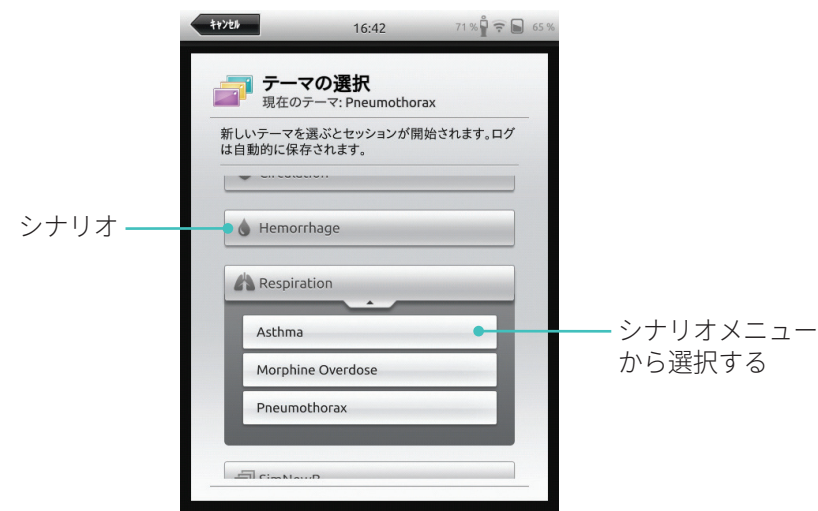 キャンセル
16:42
71 %
65 %
テーマの選択
現在のテーマ: Pneumothorax
新しいテーマを選ぶとセッションが開始されます。ログ
は自動的に保存されます。
Circulation
シナリオ
Hemorrhage
Respiration
Asthma
シナリオメニュー
から選択する
Morphine Overdose
Pneumothorax
SimNewB